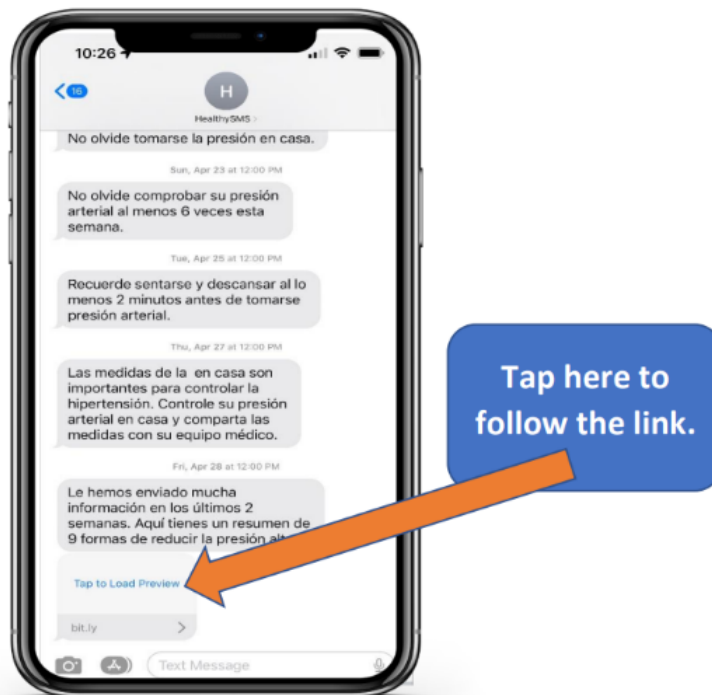 10:26
16
H
HealthySMS >
No olvide tomarse la presión en casa.
Sun, Apr 23 at 12:00 PM
No olvide comprobar su presión
arterial al menos 6 veces esta
semana.
Tue, Apr 25 at 12:00 PM
Recuerde sentarse y descansar al lo
menos 2 minutos antes de tomarse
presión arterial.
Thu, Apr 27 at 12:00 PM
Las medidas de la en casa son
importantes para controlar la
hipertensión. Controle su presión
arterial en casa y comparta las
medidas con su equipo médico.
Fri, Apr 28 at 12:00 PM
Le hemos enviado mucha
información en los últimos 2
semanas. Aquí tienes un resumen de
9 formas de reducir la presión
Tap to Load Preview
bit.ly
Text Message
Tap here to
follow the link.